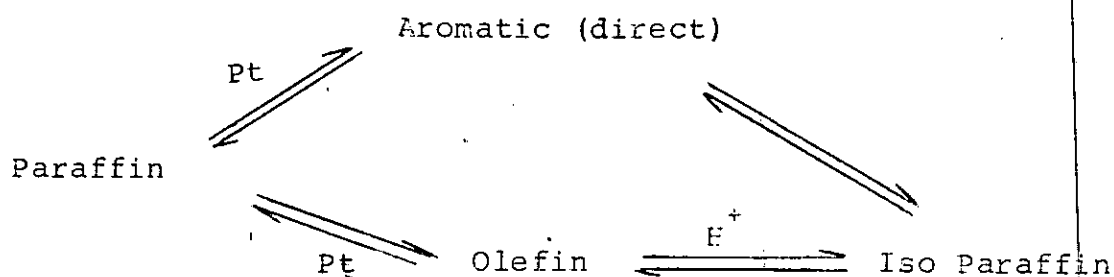 Aromatic (direct)
Pt
Paraffin
H+
Pt Olefin Iso Paraffin